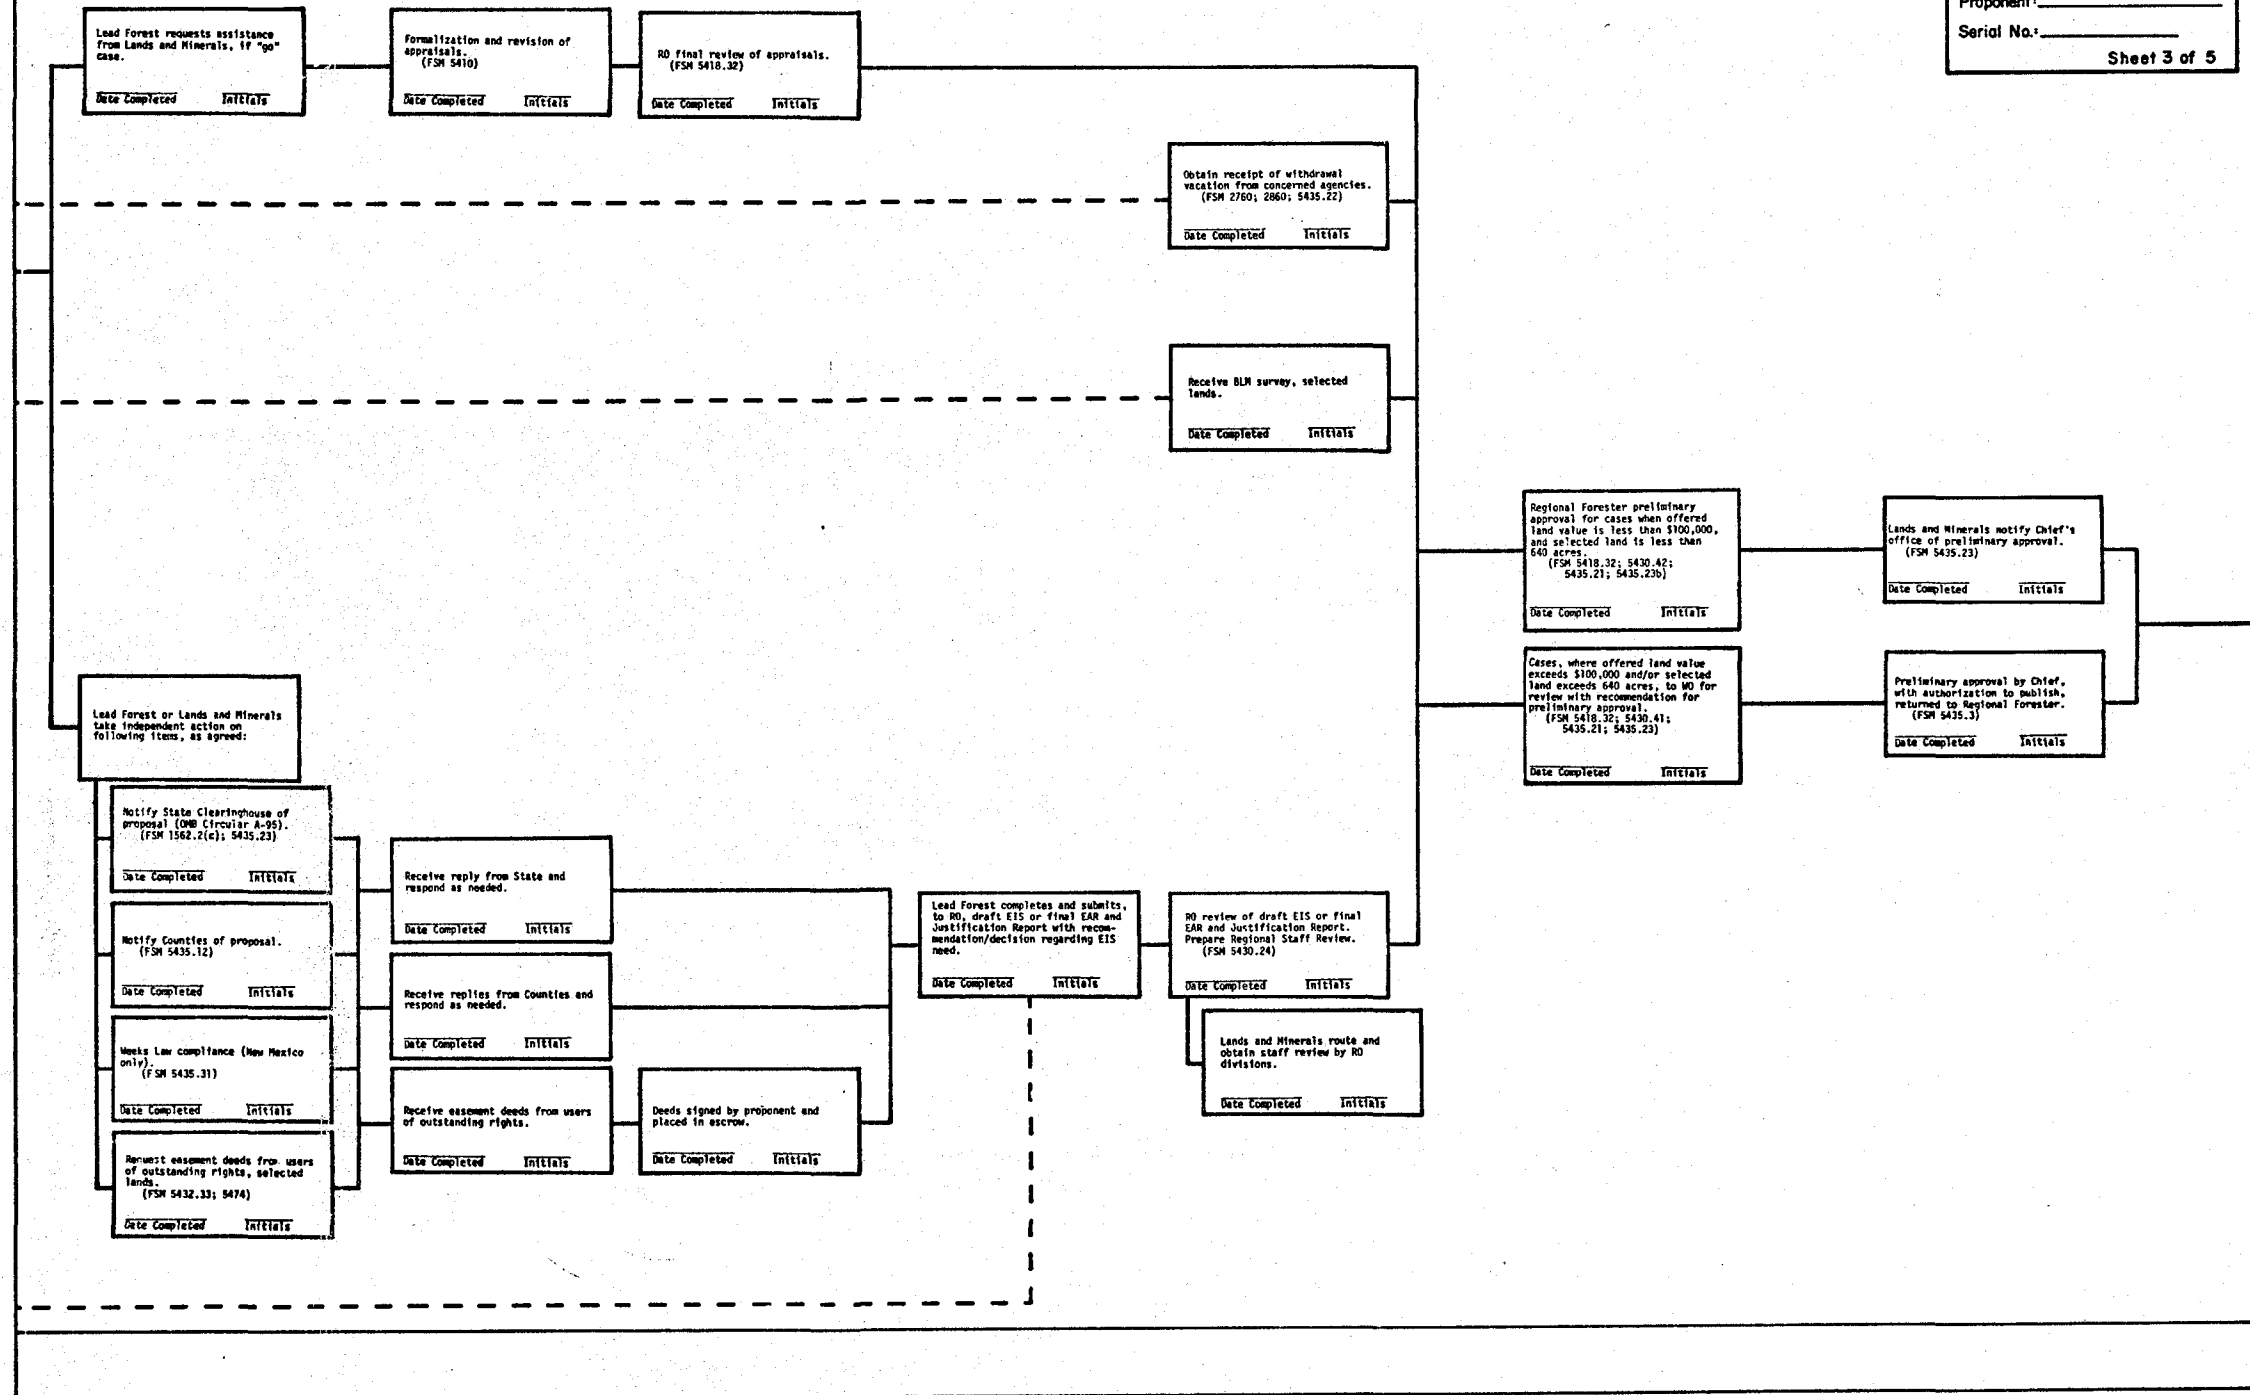 Proponent:
Serial No.:
Sheet 3 of 5
Lead Forest requests assistance
from Lands and Minerals, if "go"
case.
Date Completed Initials
Formalization and revision of
appraisals.
(FSM 5410)
Date Completed Initials
RO final review of appraisals.
(FSM 5418.32)
Date Completed Initials
Obtain receipt of withdrawal
vacation from concerned agencies.
(FSM 2760; 2860; 5435.22)
Date Completed Initials
Receive BLM survey, selected
lands.
Date Completed Initials
Regional Forester preliminary
approval for cases when offered
land value is less than $100,000,
and selected land is less than
640 acres.
(FSM 5418.32; 5430.42;
5435.21; 5435.23b)
Date Completed Initials
Lands and Minerals notify Chief's
office of preliminary approval.
(FSM 5435.23)
Date Completed Initials
Cases, where offered land value
exceeds $100,000 and/or selected
land exceeds 640 acres, to WO for
review with recommendation for
preliminary approval.
(FSM 5418.32; 5430.41;
5435.21; 5435.23)
Date Completed Initials
Preliminary approval by Chief,
with authorization to publish,
returned to Regional Forester.
(FSM 5435.3)
Date Completed Initials
Lead Forest or Lands and Minerals
take independent action on
following items, as agreed:
Notify State Clearinghouse of
proposal (OMB Circular A-95).
(FSM 1562.2(c); 5435.23)
Date Completed Initials
Notify Counties of proposal.
(FSM 5435.12)
Date Completed Initials
Weeks Law compliance (New Mexico
only).
(FSM 5435.31)
Date Completed Initials
Request easement deeds from users
of outstanding rights, selected
lands.
(FSM 5432.33; 5474)
Date Completed Initials
Receive reply from State and
respond as needed.
Date Completed Initials
Receive replies from Counties and
respond as needed.
Date Completed Initials
Receive easement deeds from users
of outstanding rights.
Date Completed Initials
Deeds signed by proponent and
placed in escrow.
Date Completed Initials
Lead Forest completes and submits,
to RO, draft EIS or final EAR and
Justification Report with recom-
mendation/decision regarding EIS
need.
Date Completed Initials
RO review of draft EIS or final
EAR and Justification Report.
Prepare Regional Staff Review.
(FSM 5430.24)
Date Completed Initials
Lands and Minerals route and
obtain staff review by RO
divisions.
Date Completed Initials